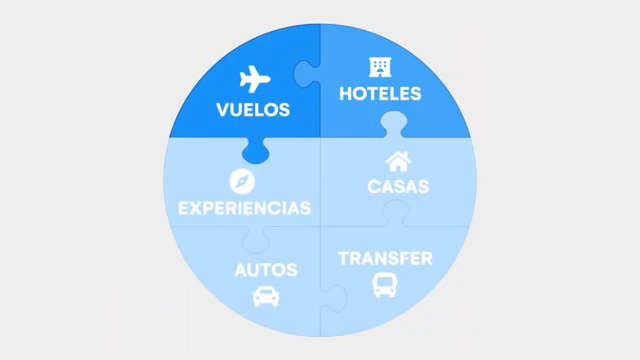 VUELOS
HOTELES
EXPERIENCIAS
CASAS
AUTOS
TRANSFER